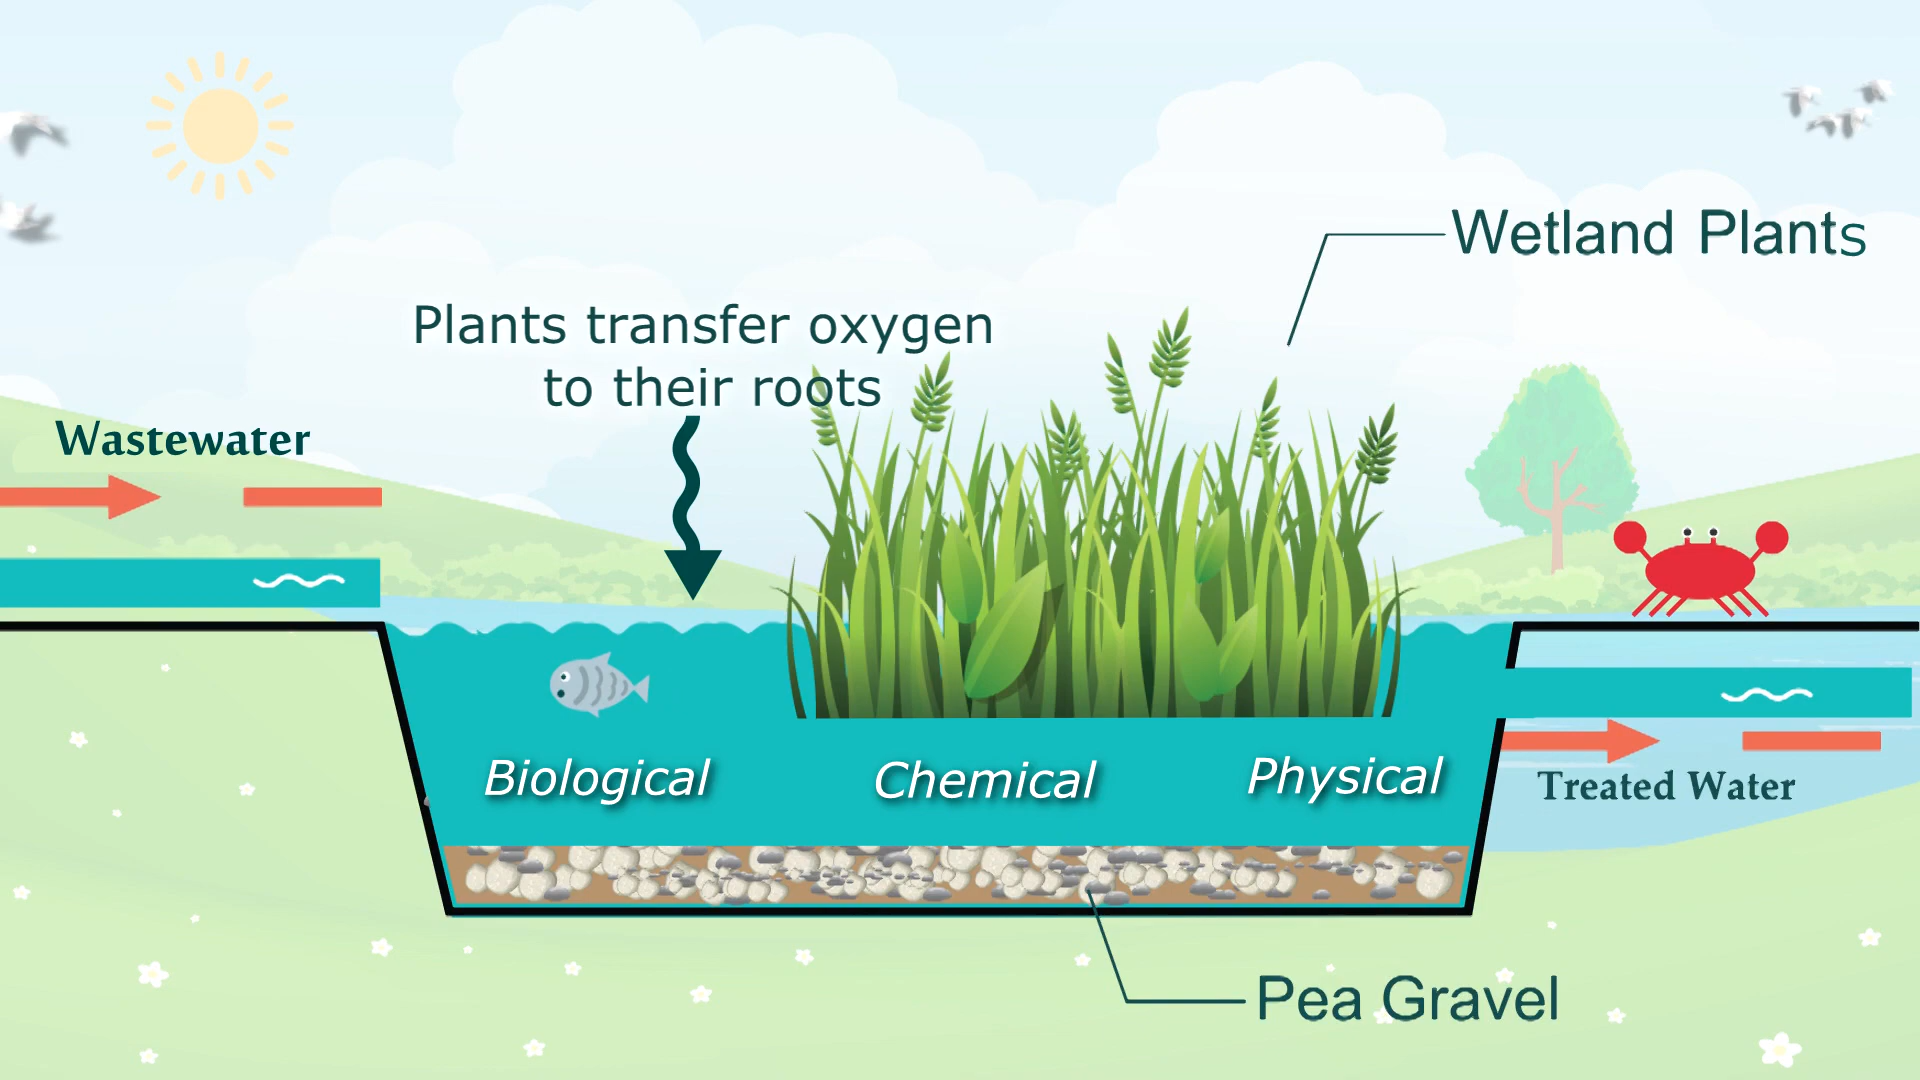 Wetland Plants
Plants transfer oxygen
to their roots
Wastewater
Biological
Chemical
Physical
Treated Water
Pea Gravel